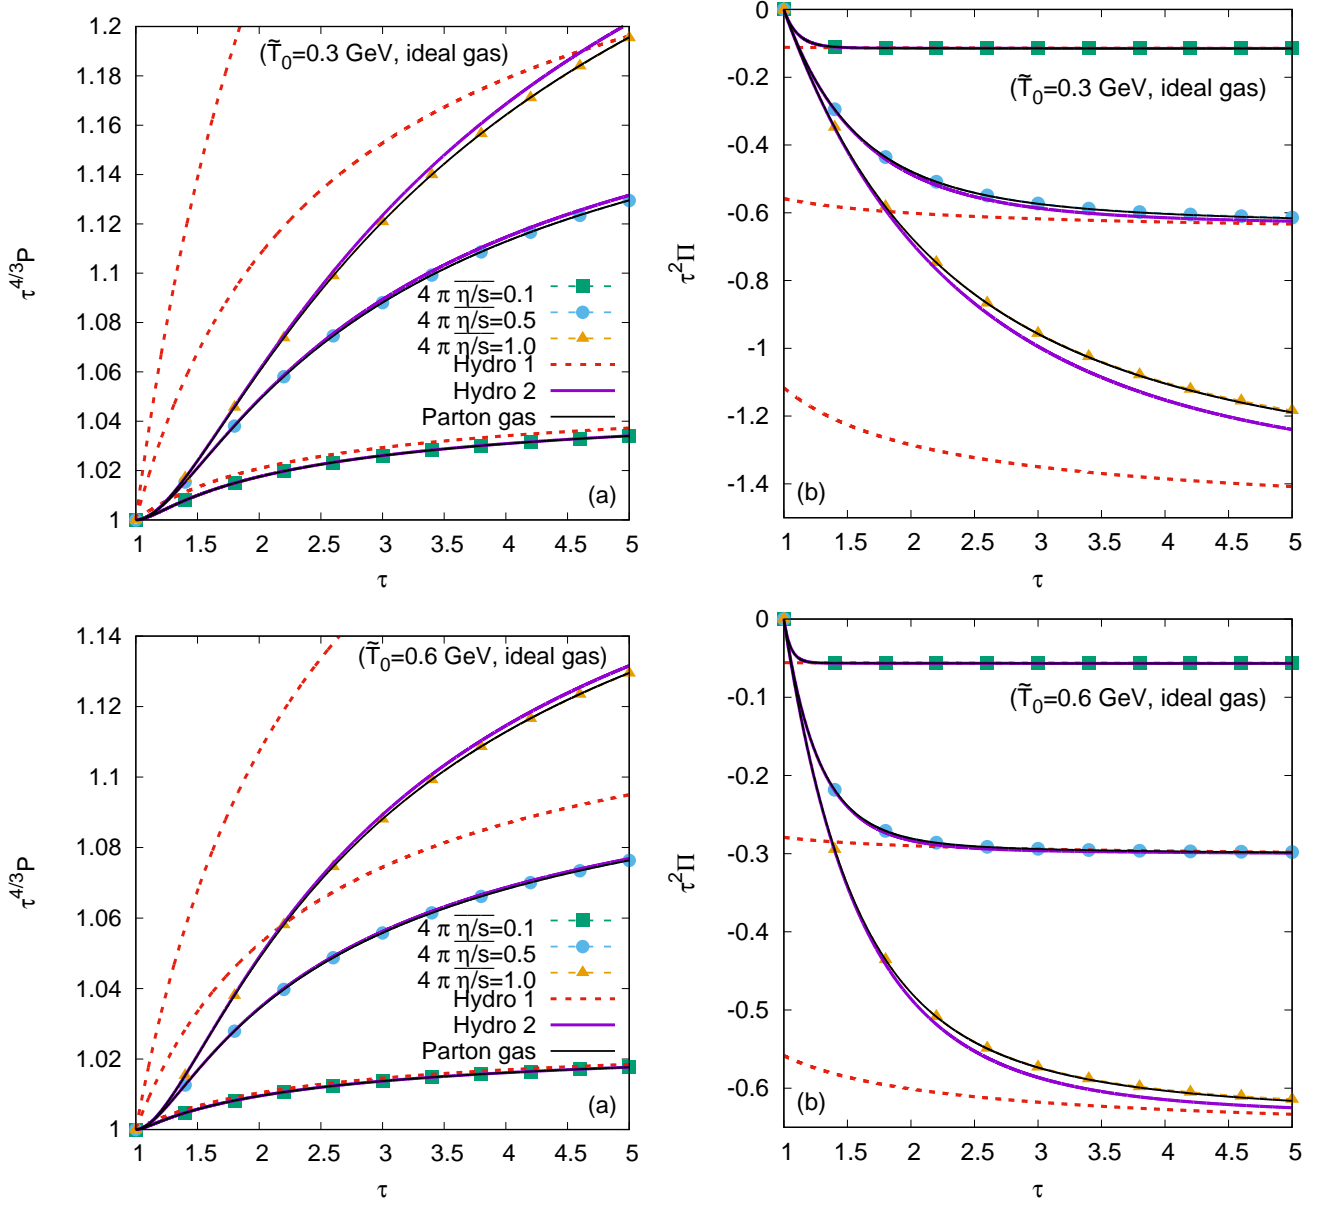 (T̃₀=0.3 GeV, ideal gas)
1.2
1.18
1.16
1.14
1.12
1.1
1.08
1.06
1.04
1.02
1
τ^{4/3}P
4 π η/s=0.1
4 π η/s=0.5
4 π η/s=1.0
Hydro 1
Hydro 2
Parton gas
(a)
1 1.5 2 2.5 3 3.5 4 4.5 5
τ
0
-0.2
-0.4
-0.6
-0.8
-1
-1.2
-1.4
τ²Π
(T̃₀=0.3 GeV, ideal gas)
(b)
1 1.5 2 2.5 3 3.5 4 4.5 5
τ
1.14
1.12
1.1
1.08
1.06
1.04
1.02
1
τ^{4/3}P
(T̃₀=0.6 GeV, ideal gas)
4 π η/s=0.1
4 π η/s=0.5
4 π η/s=1.0
Hydro 1
Hydro 2
Parton gas
(a)
1 1.5 2 2.5 3 3.5 4 4.5 5
τ
0
-0.1
-0.2
-0.3
-0.4
-0.5
-0.6
τ²Π
(T̃₀=0.6 GeV, ideal gas)
(b)
1 1.5 2 2.5 3 3.5 4 4.5 5
τ